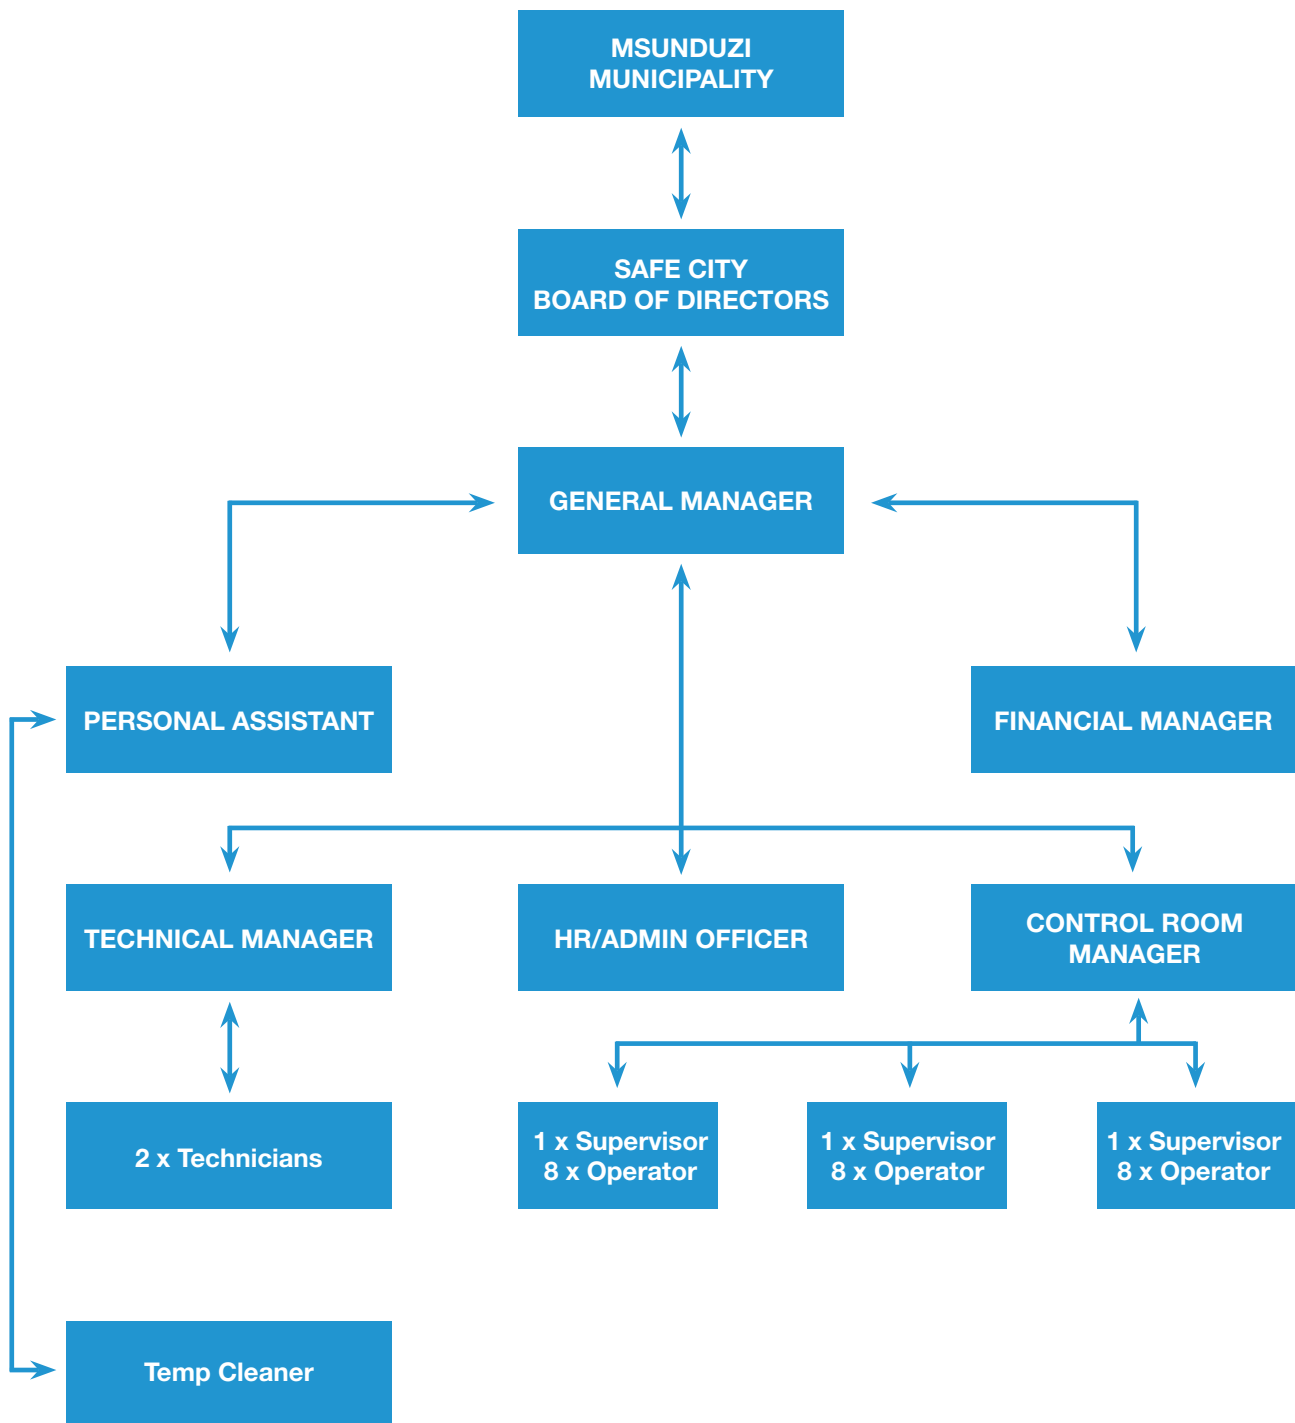 MSUNDUZI
MUNICIPALITY
SAFE CITY
BOARD OF DIRECTORS
GENERAL MANAGER
PERSONAL ASSISTANT
FINANCIAL MANAGER
TECHNICAL MANAGER
HR/ADMIN OFFICER
CONTROL ROOM
MANAGER
2 x Technicians
1 x Supervisor
8 x Operator
1 x Supervisor
8 x Operator
1 x Supervisor
8 x Operator
Temp Cleaner